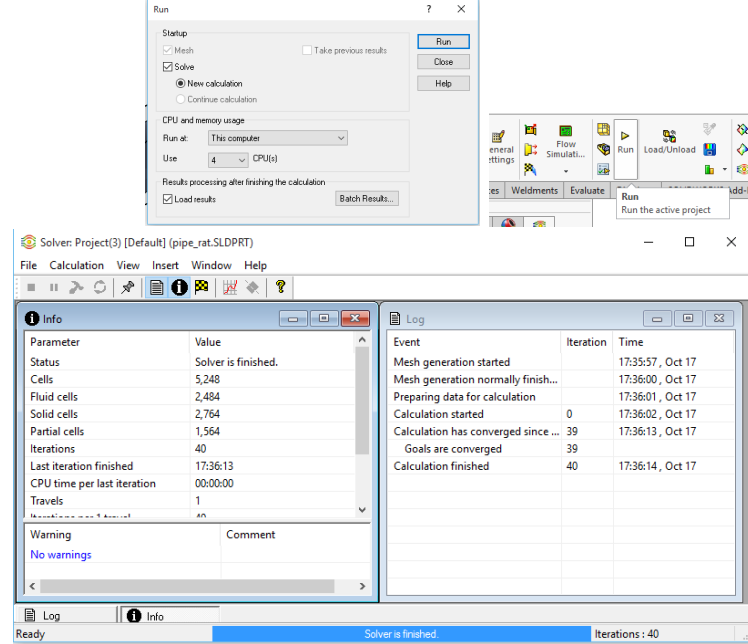 Run
? ×
Startup
Mesh
Take previous results
Run
Solve
Close
New calculation
Help
Continue calculation
CPU and memory usage
Run at: This computer
Use 4 CPU(s)
Results processing after finishing the calculation
Load results
Batch Results...
Flow
Simulati...
Run
Load/Unload
Weldments
Evaluate
Run
Run the active project
Solver: Project(3) [Default] (pipe_rat.SLDPRT)
File Calculation View Insert Window Help
Info
Parameter Value
Status Solver is finished.
Cells 5,248
Fluid cells 2,484
Solid cells 2,764
Partial cells 1,564
Iterations 40
Last iteration finished 17:36:13
CPU time per last iteration 00:00:00
Travels 1
Warning Comment
No warnings
Log
Event Iteration Time
Mesh generation started 17:35:57 , Oct 17
Mesh generation normally finish... 17:36:00 , Oct 17
Preparing data for calculation 17:36:01 , Oct 17
Calculation started 0 17:36:02 , Oct 17
Calculation has converged since ... 39 17:36:13 , Oct 17
Goals are converged 39
Calculation finished 40 17:36:14 , Oct 17
Log
Info
Ready
Solver is finished.
Iterations : 40